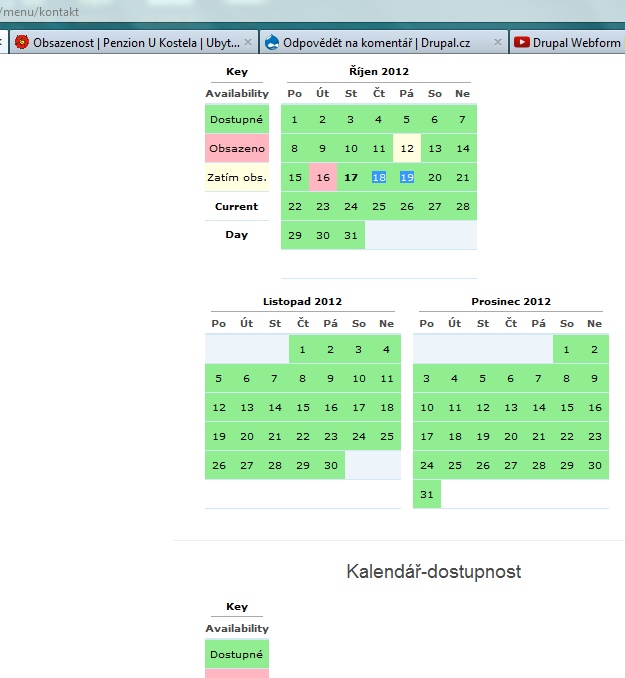 /menu/kontakt
Obsazenost | Penzion U Kostela | Ubyt... × Odpovědět na komentář | Drupal.cz × Drupal Webform
Key
Availability
Dostupné
Obsazeno
Zatím obs.
Current
Day
Říjen 2012
Po Út St Čt Pá So Ne
1 2 3 4 5 6 7
8 9 10 11 12 13 14
15 16 17 18 19 20 21
22 23 24 25 26 27 28
29 30 31
Listopad 2012
Po Út St Čt Pá So Ne
1 2 3 4
5 6 7 8 9 10 11
12 13 14 15 16 17 18
19 20 21 22 23 24 25
26 27 28 29 30
Prosinec 2012
Po Út St Čt Pá So Ne
1 2
3 4 5 6 7 8 9
10 11 12 13 14 15 16
17 18 19 20 21 22 23
24 25 26 27 28 29 30
31
Kalendář-dostupnost
Key
Availability
Dostupné